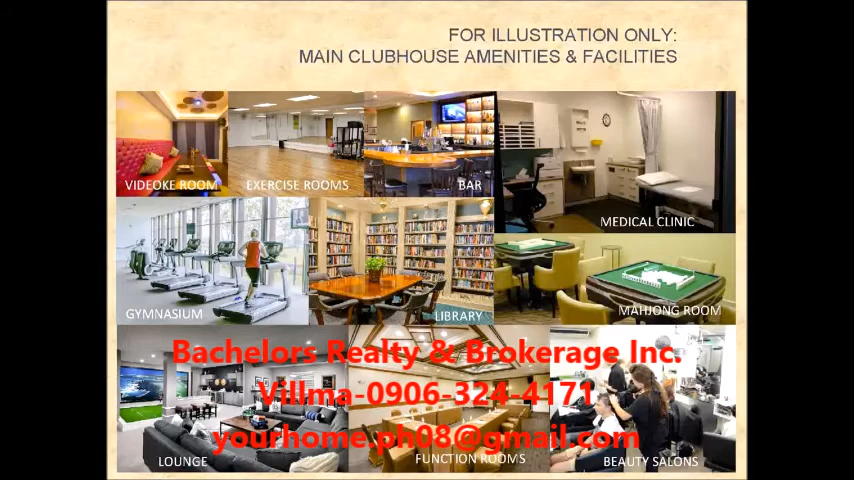 FOR ILLUSTRATION ONLY:
MAIN CLUBHOUSE AMENITIES & FACILITIES
VIDEOKE ROOM
EXERCISE ROOMS
BAR
MEDICAL CLINIC
GYMNASIUM
LIBRARY
MAHJONG ROOM
Bachelors Realty & Brokerage Inc.
Villma-0906-324-4171
yourhome.ph08@gmail.com
LOUNGE
FUNCTION ROOMS
BEAUTY SALONS